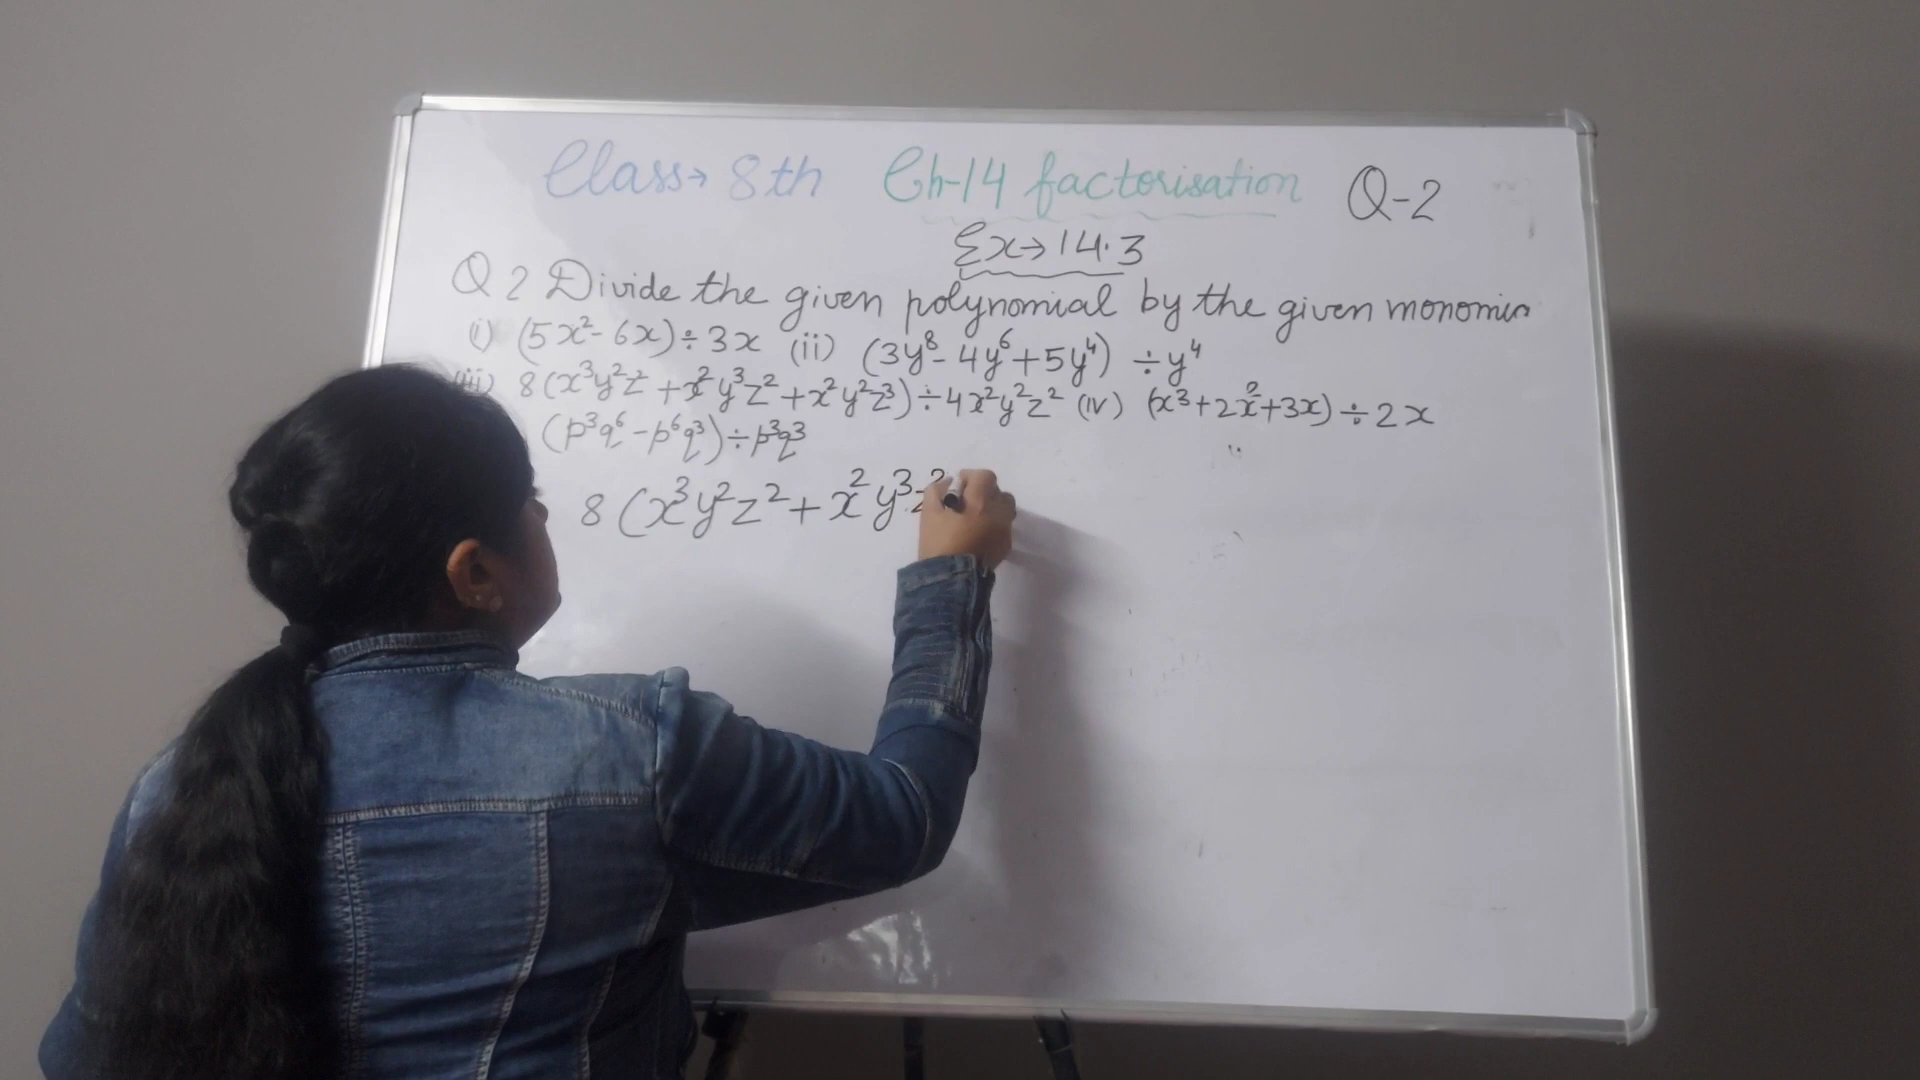 Class→ 8th Ch-14 factorisation Q-2
Ex→14.3
Q 2 Divide the given polynomial by the given monomin
(i) (5x²- 6x)÷3x (ii) (3y⁸- 4y⁶+5y⁴) ÷y⁴
(iii) 8(x³y²z² +x²y³z²+x²y²z³)÷4x²y²z² (iv) (x³+2x²+3x)÷2x
(p³q⁶-p⁶q³)÷p³q³
8 (x³y²z²+x²y³z²